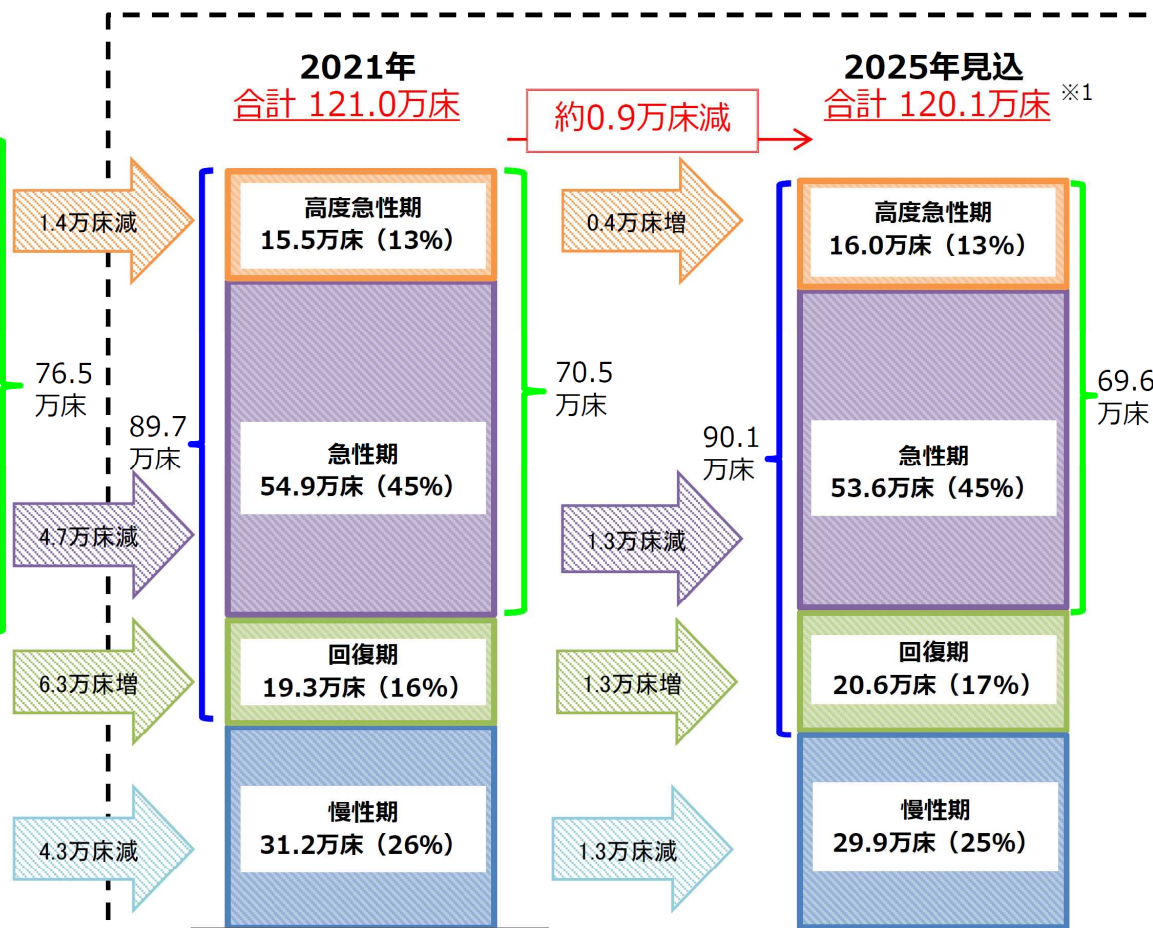 2021年
合計 121.0万床
約0.9万床減
2025年見込
合計 120.1万床 ※1
1.4万床減
高度急性期
15.5万床（13%）
0.4万床増
高度急性期
16.0万床（13%）
76.5
万床
89.7
万床
70.5
万床
90.1
万床
69.6
万床
4.7万床減
急性期
54.9万床（45%）
1.3万床減
急性期
53.6万床（45%）
6.3万床増
回復期
19.3万床（16%）
1.3万床増
回復期
20.6万床（17%）
4.3万床減
慢性期
31.2万床（26%）
1.3万床減
慢性期
29.9万床（25%）